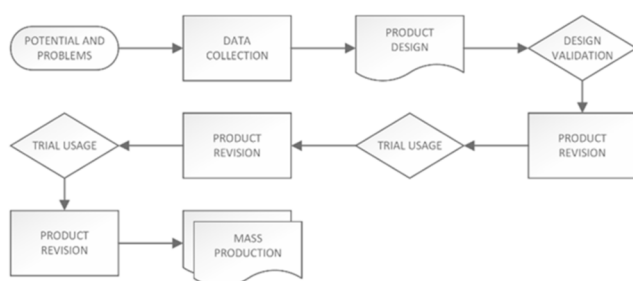 POTENTIAL AND
PROBLEMS
DATA
COLLECTION
PRODUCT
DESIGN
DESIGN
VALIDATION
PRODUCT
REVISION
TRIAL USAGE
PRODUCT
REVISION
TRIAL USAGE
PRODUCT
REVISION
MASS
PRODUCTION